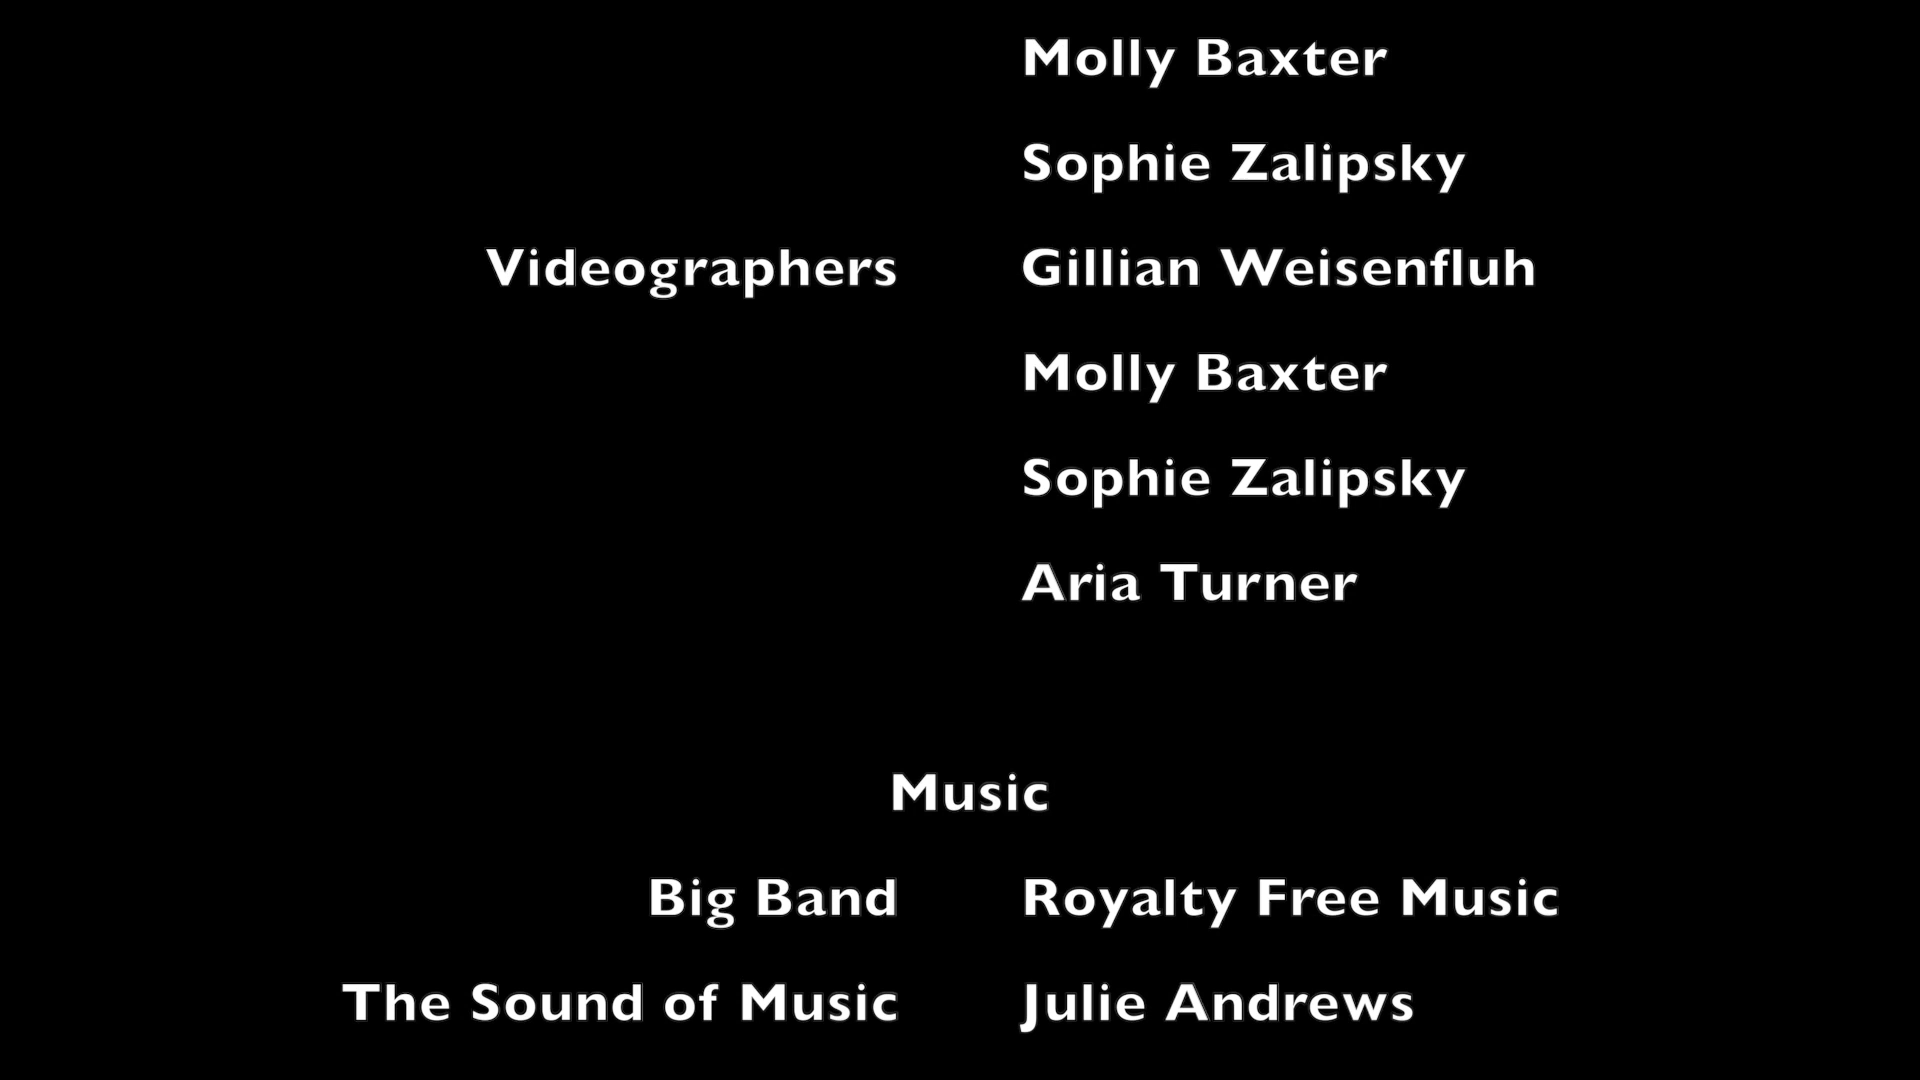 Molly Baxter
Sophie Zalipsky
Videographers Gillian Weisenfluh
Molly Baxter
Sophie Zalipsky
Aria Turner
Music
Big Band Royalty Free Music
The Sound of Music Julie Andrews